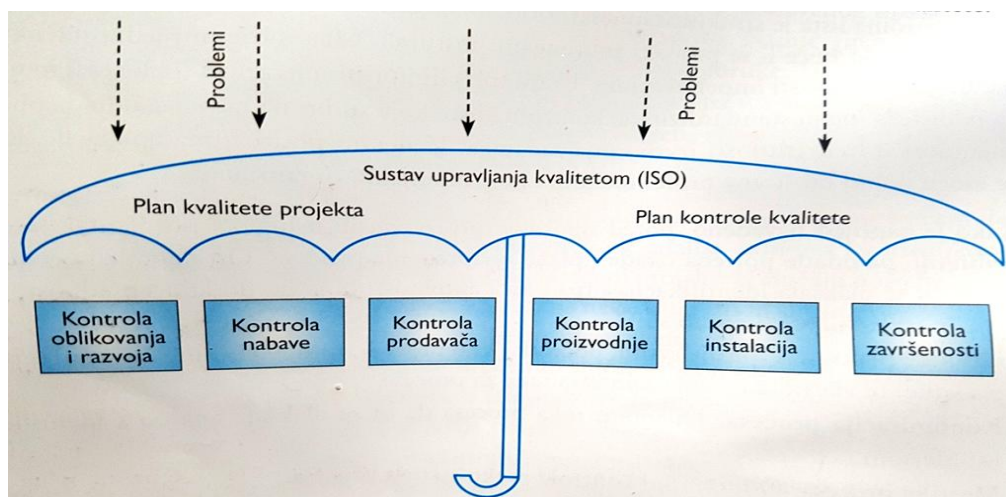 Problemi
Problemi
Sustav upravljanja kvalitetom (ISO)
Plan kvalitete projekta
Plan kontrole kvalitete
Kontrola
oblikovanja
i razvoja
Kontrola
nabave
Kontrola
prodavača
Kontrola
proizvodnje
Kontrola
instalacija
Kontrola
završenosti